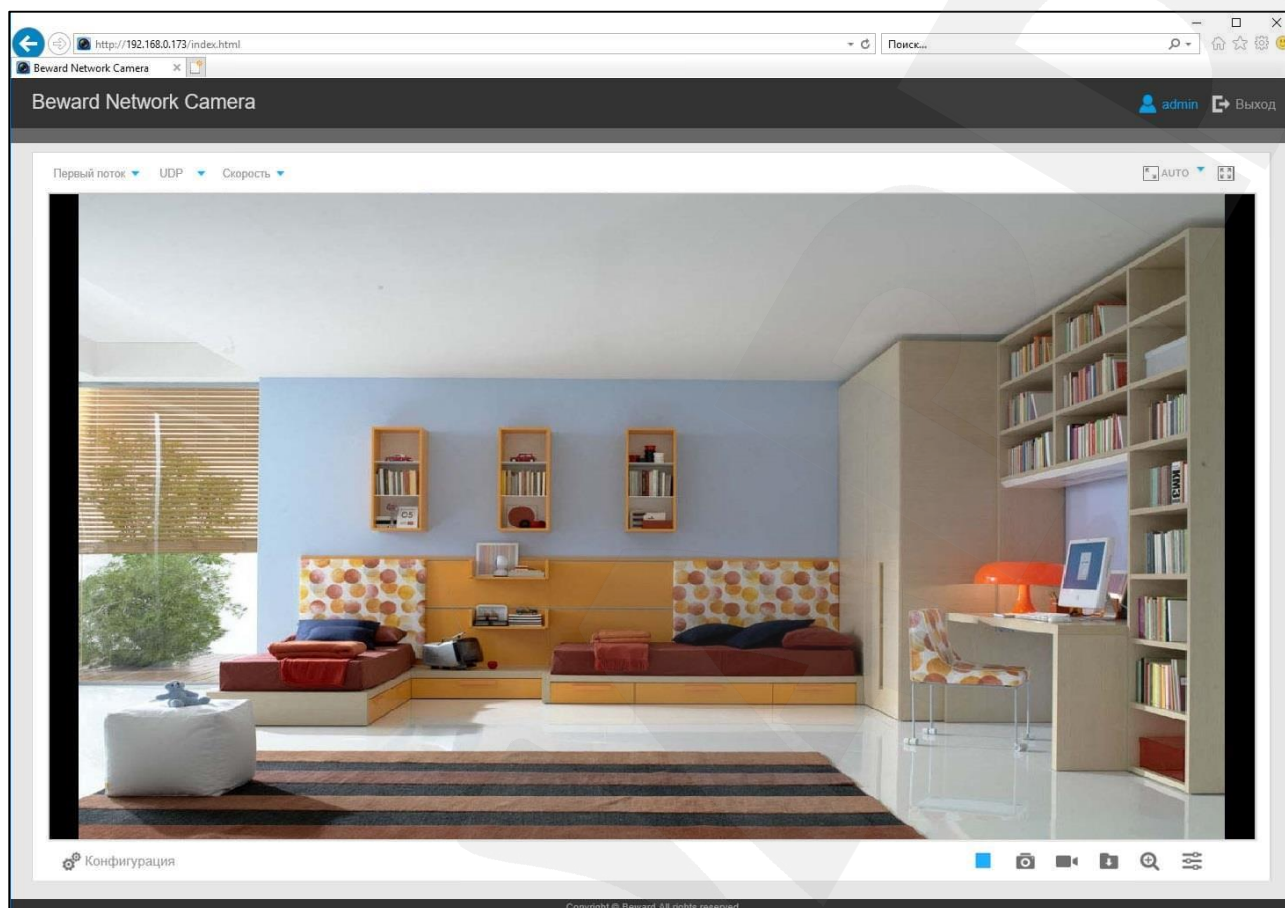 http://192.168.0.173/index.html
Поиск...
Beward Network Camera
Beward Network Camera
admin
Выход
Первый поток
UDP
Скорость
AUTO
05
Конфигурация
Copyright © Beward All rights reserved